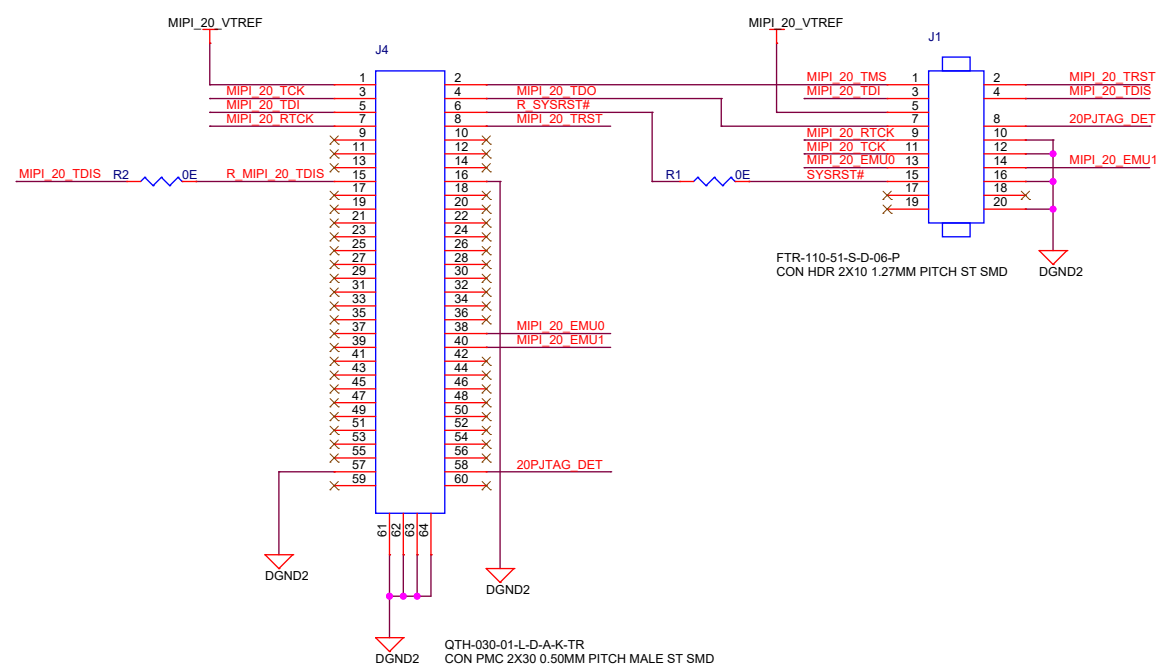 MIPI_20_VTREF MIPI_20_VTREF
J4 J1
1 2 MIPI_20_TMS 1 2 MIPI_20_TRST
MIPI_20_TCK 3 4 MIPI_20_TDO MIPI_20_TDI 3 4 MIPI_20_TDIS
MIPI_20_TDI 5 6 R_SYSRST# 5
MIPI_20_RTCK 7 8 MIPI_20_TRST 7 8 20PJTAG_DET
9 10 MIPI_20_RTCK 9 10
11 12 MIPI_20_TCK 11 12
13 14 MIPI_20_EMU0 13 14 MIPI_20_EMU1
MIPI_20_TDIS R2 0E R_MIPI_20_TDIS 15 16 R1 0E SYSRST# 15 16
17 18 17 18
19 20 19 20
21 22
23 24
25 26
27 28 FTR-110-51-S-D-06-P
29 30 CON HDR 2X10 1.27MM PITCH ST SMD DGND2
31 32
33 34
35 36
37 38 MIPI_20_EMU0
39 40 MIPI_20_EMU1
41 42
43 44
45 46
47 48
49 50
51 52
53 54
55 56
57 58 20PJTAG_DET
59 60
61 62 63 64
DGND2
DGND2
QTH-030-01-L-D-A-K-TR
DGND2 CON PMC 2X30 0.50MM PITCH MALE ST SMD